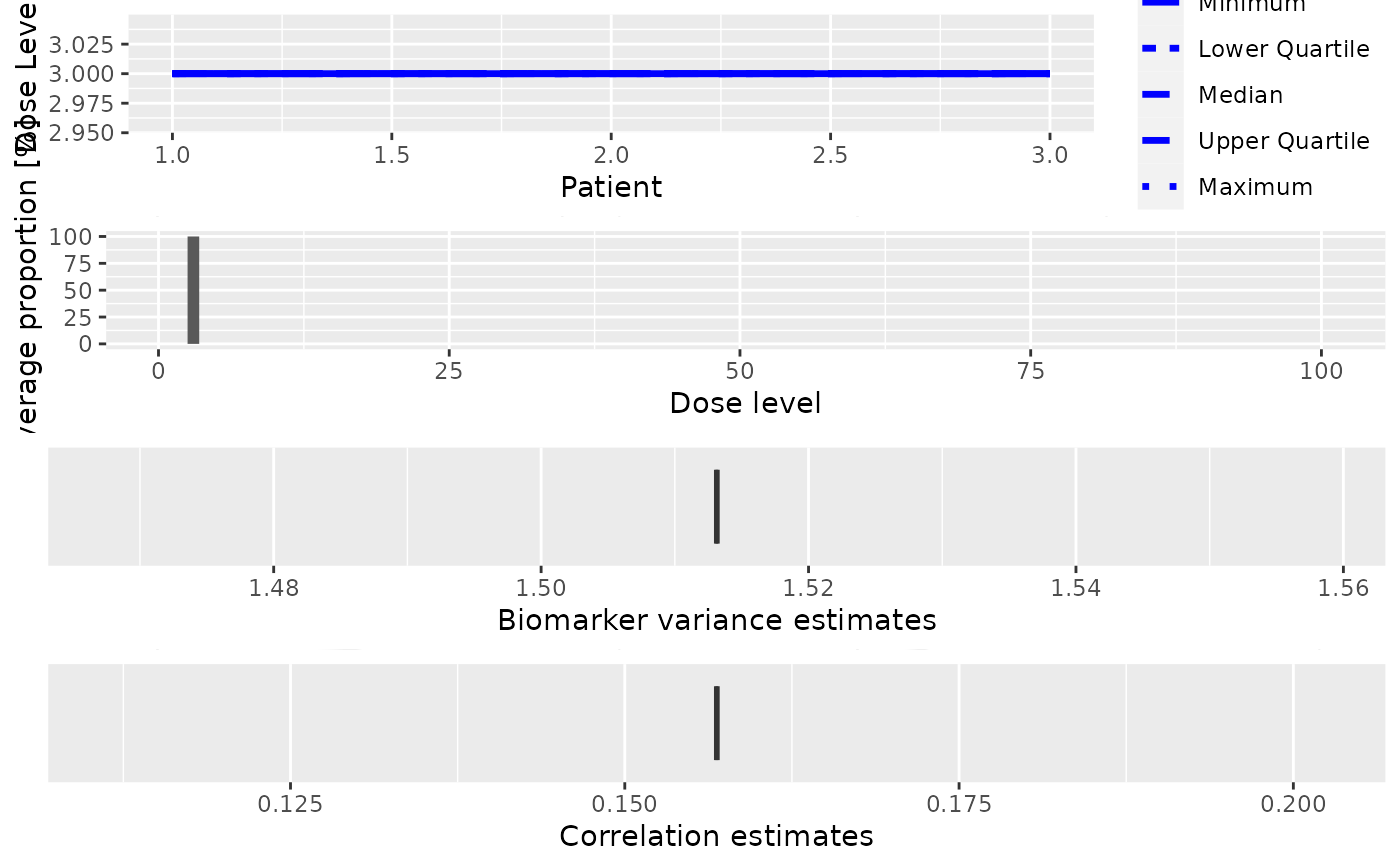 Minimum
Lower Quartile
Median
Upper Quartile
Maximum
3.025
3.000
2.975
2.950
1.0 1.5 2.0 2.5 3.0
Patient
100
75
50
25
0
0 25 50 75 100
Dose level
proportion
1.48 1.50 1.52 1.54 1.56
Biomarker variance estimates
0.125 0.150 0.175 0.200
Correlation estimates